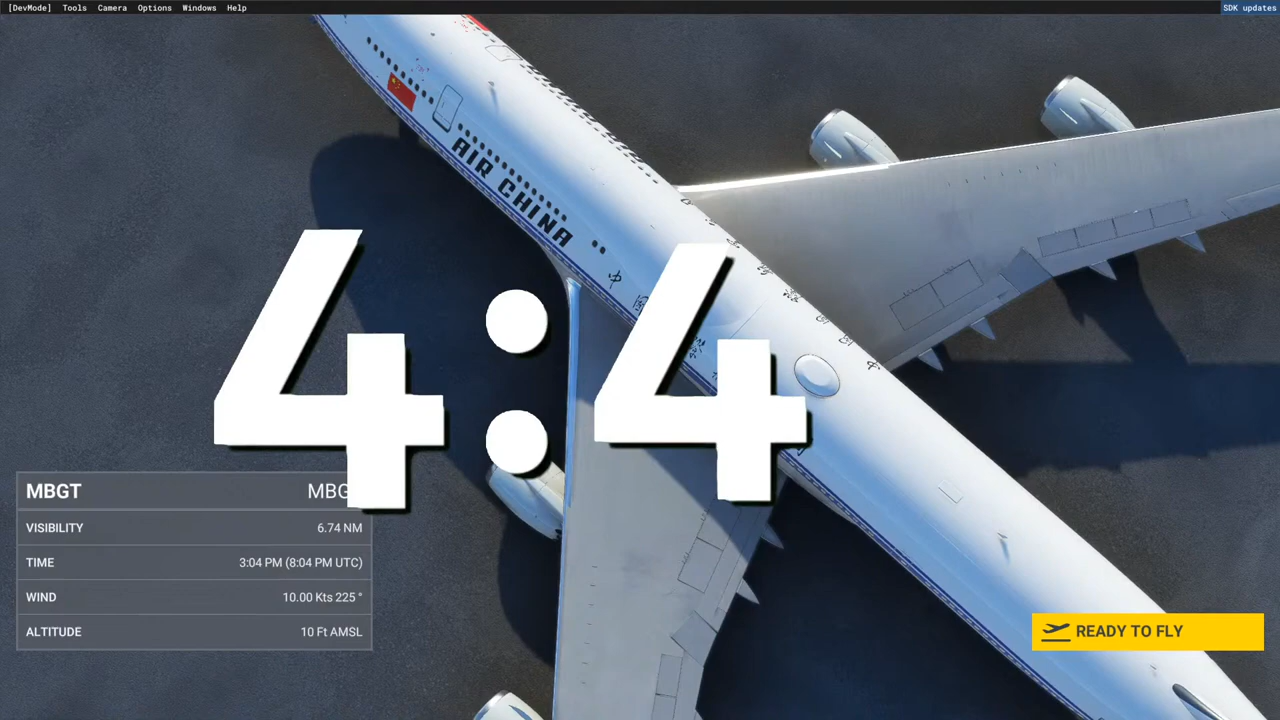 [DevMode] Tools Camera Options Windows Help SDK updates
AIR CHINA
中
4:4
MBGT MBG
VISIBILITY 6.74 NM
TIME 3:04 PM (8:04 PM UTC)
WIND 10.00 Kts 225 °
ALTITUDE 10 Ft AMSL
READY TO FLY